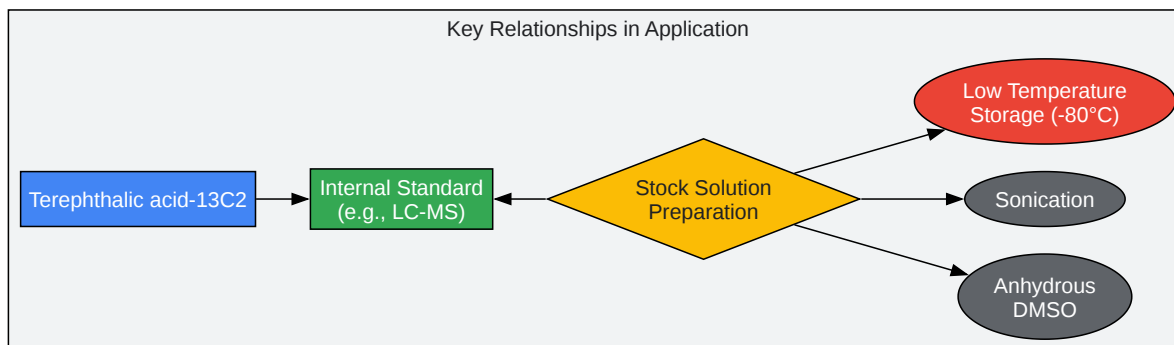 Key Relationships in Application
Terephthalic acid-13C2
Internal Standard
(e.g., LC-MS)
Stock Solution
Preparation
Low Temperature
Storage (-80°C)
Sonication
Anhydrous
DMSO